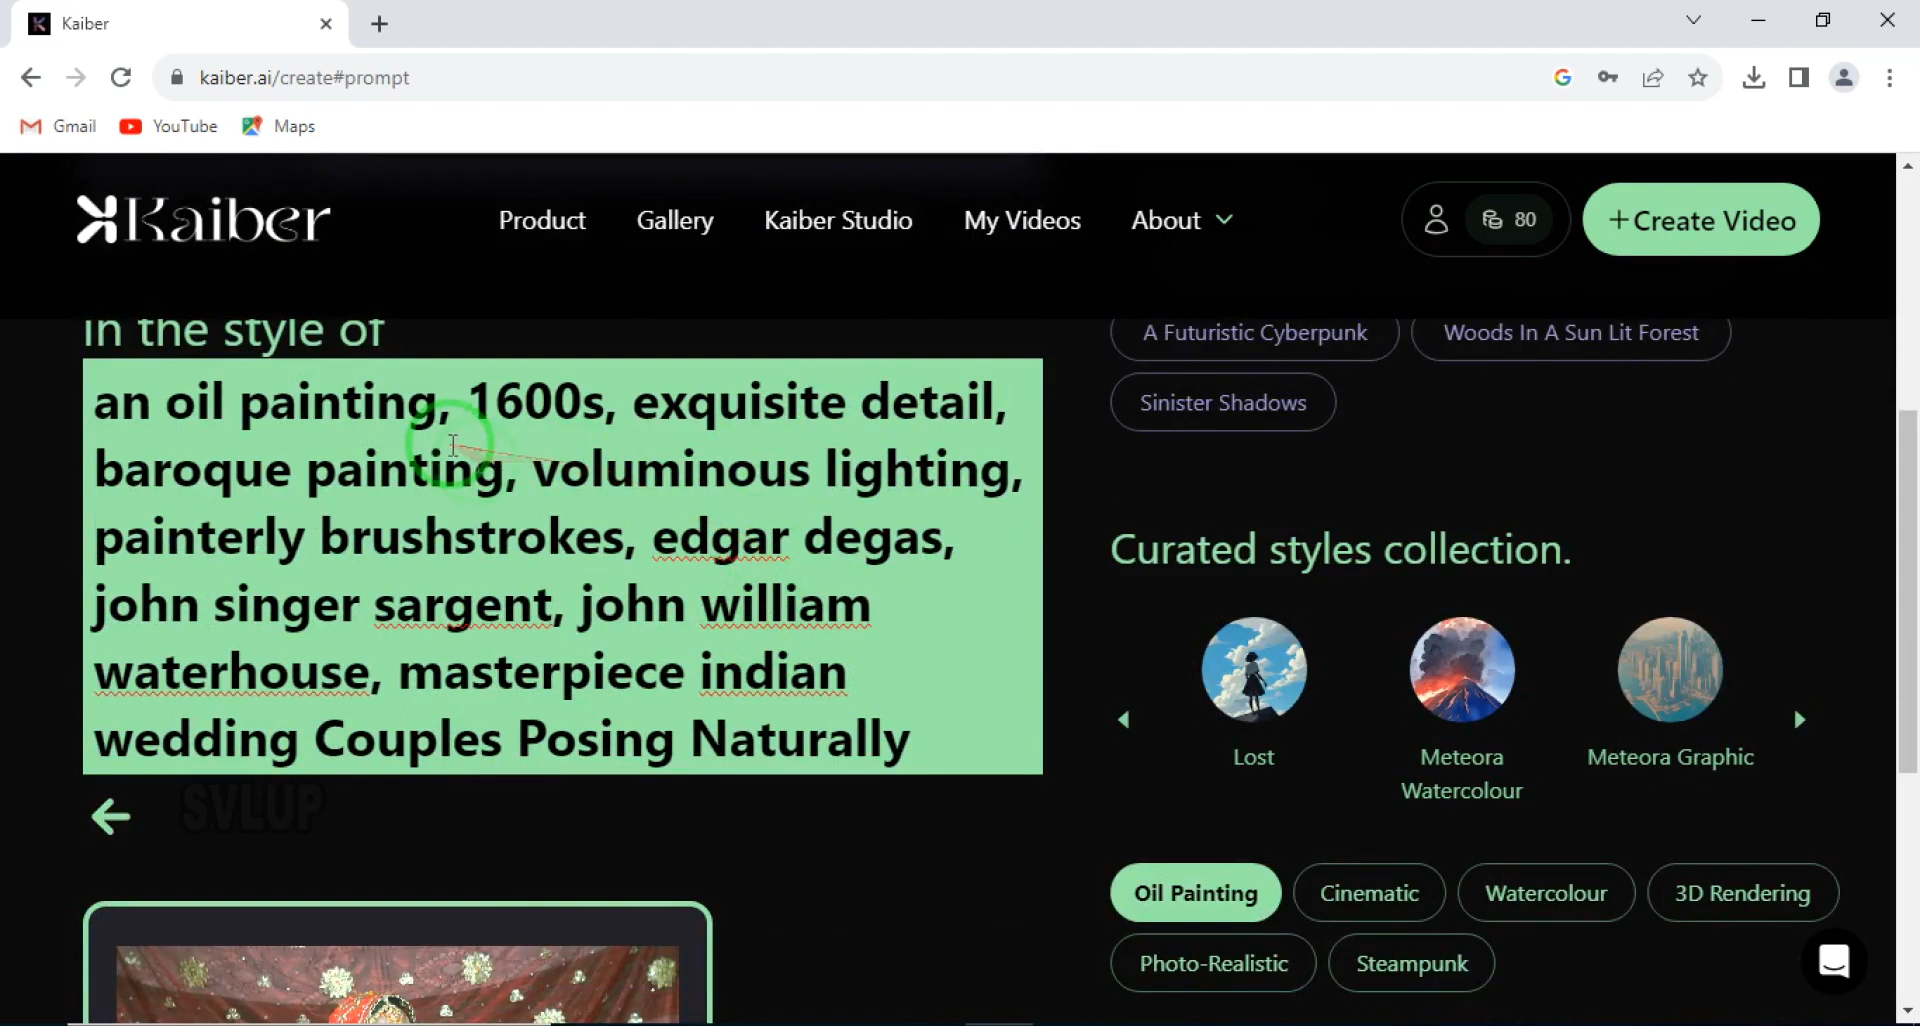 Kaiber
kaiber.ai/create#prompt
Gmail
YouTube
Maps
Kaiber
Product
Gallery
Kaiber Studio
My Videos
About
80
+Create Video
In the style of
A Futuristic Cyberpunk
Woods In A Sun Lit Forest
Sinister Shadows
an oil painting, 1600s, exquisite detail,
baroque painting, voluminous lighting,
painterly brushstrokes, edgar degas,
john singer sargent, john william
waterhouse, masterpiece indian
wedding Couples Posing Naturally
SVLUP
Curated styles collection.
Lost
Meteora
Watercolour
Meteora Graphic
Oil Painting
Cinematic
Watercolour
3D Rendering
Photo-Realistic
Steampunk